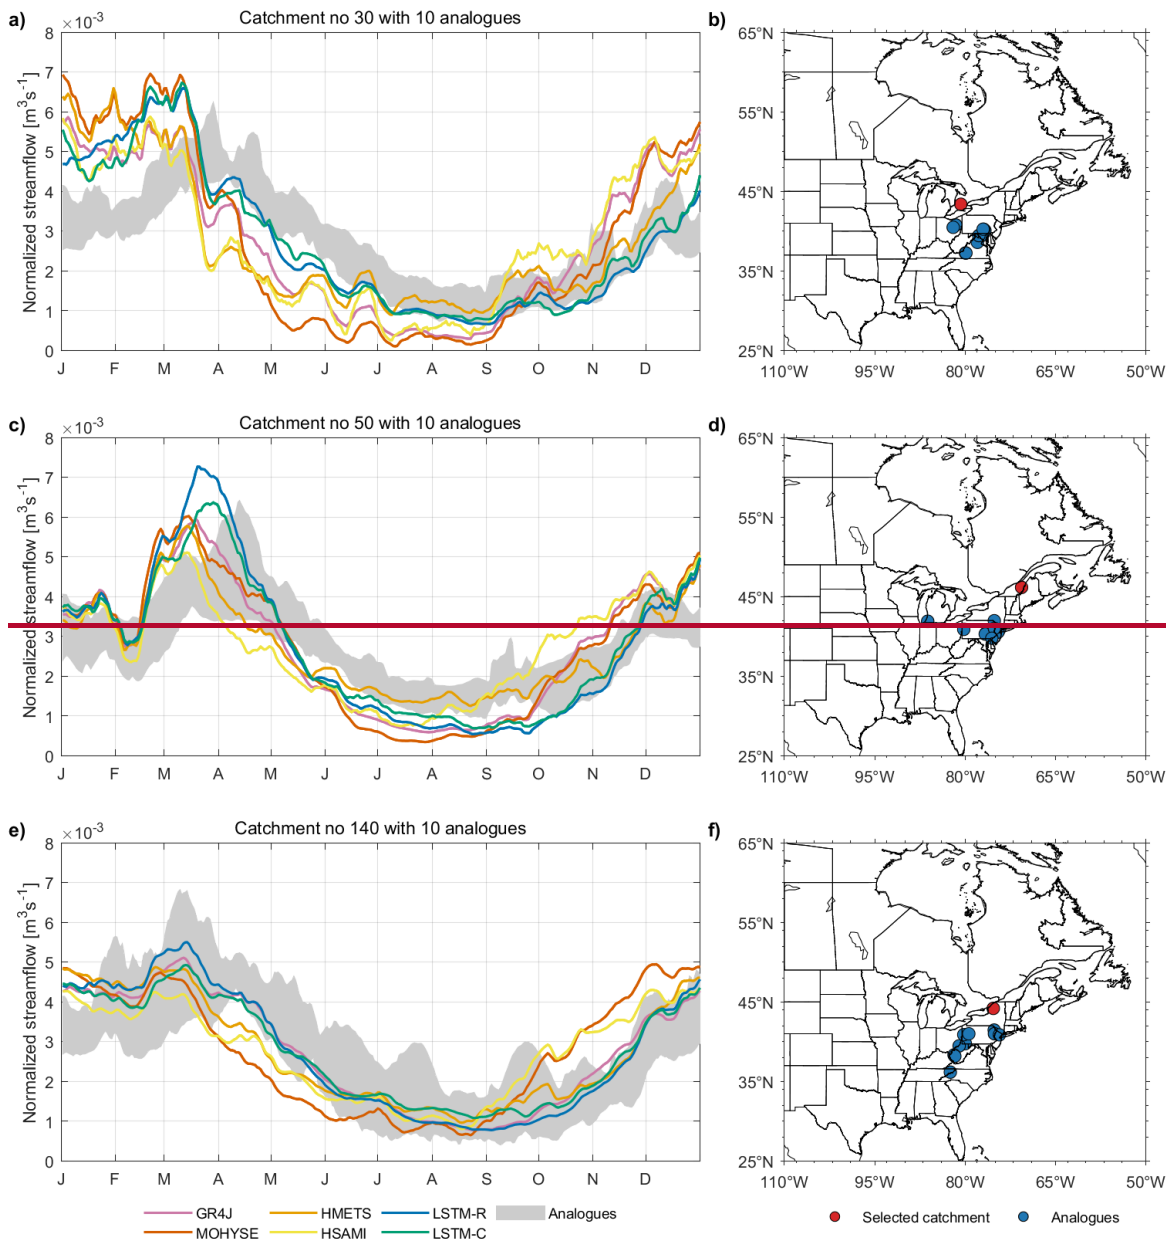 a)
×10⁻³
Catchment no 30 with 10 analogues
Normalized streamflow [m³s⁻¹]
8
7
6
5
4
3
2
1
0
J F M A M J J A S O N D
b)
65°N
55°N
45°N
35°N
25°N
110°W 95°W 80°W 65°W 50°W
c)
×10⁻³
Catchment no 50 with 10 analogues
Normalized streamflow [m³s⁻¹]
8
7
6
5
4
3
2
1
0
J F M A M J J A S O N D
d)
65°N
55°N
45°N
35°N
25°N
110°W 95°W 80°W 65°W 50°W
e)
×10⁻³
Catchment no 140 with 10 analogues
Normalized streamflow [m³s⁻¹]
8
7
6
5
4
3
2
1
0
J F M A M J J A S O N D
f)
65°N
55°N
45°N
35°N
25°N
110°W 95°W 80°W 65°W 50°W
GR4J HMETS LSTM-R Analogues
MOHYSE HSAMI LSTM-C
Selected catchment Analogues